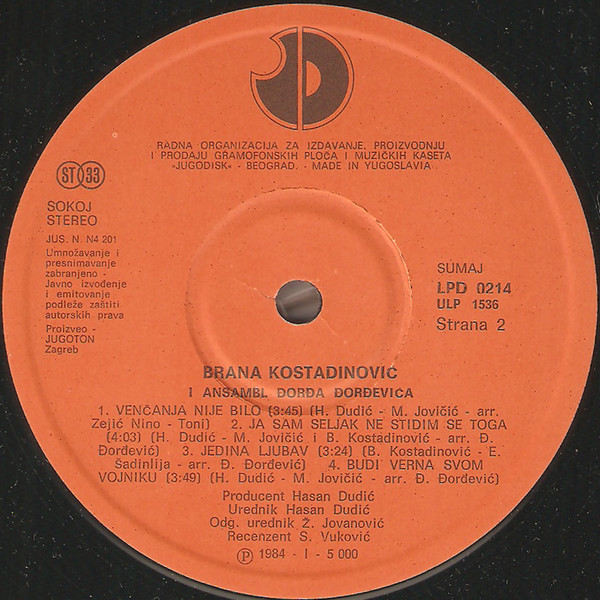 RADNA ORGANIZACIJA ZA IZDAVANJE, PROIZVODNJU
I PRODAJU GRAMOFONSKIH PLOČA I MUZIČKIH KASETA
»JUGODISK« - BEOGRAD. - MADE IN YUGOSLAVIA
ST 33
SOKOJ
STEREO
JUS. N. N4 201
Umnožavanje i
presnimavanje
zabranjeno -
Javno izvođenje
i emitovanje
podleže zaštiti
autorskih prava
Proizveo -
JUGOTON
Zagreb
SUMAJ
LPD 0214
ULP 1536
Strana 2
BRANA KOSTADINOVIĆ
I ANSAMBL ĐORĐA ĐORĐEVIĆA
1. VENČANJA NIJE BILO (3:45) (H. Dudić - M. Jovičić - arr.
Zejić Nino - Toni) 2. JA SAM SELJAK NE STIDIM SE TOGA
(4:03) (H. Dudić - M. Jovičić i B. Kostadinović - arr. Đ.
Đorđević) 3. JEDINA LJUBAV (3:24) (B. Kostadinović - E.
Šadinlija - arr. Đ. Đorđević) 4. BUDI VERNA SVOM
VOJNIKU (3:49) (H. Dudić - M. Jovičić - arr. Đ. Đorđević)
Producent Hasan Dudić
Urednik Hasan Dudić
Odg. urednik Ž. Jovanović
Recenzent S. Vuković
Ⓟ 1984 - I - 5 000